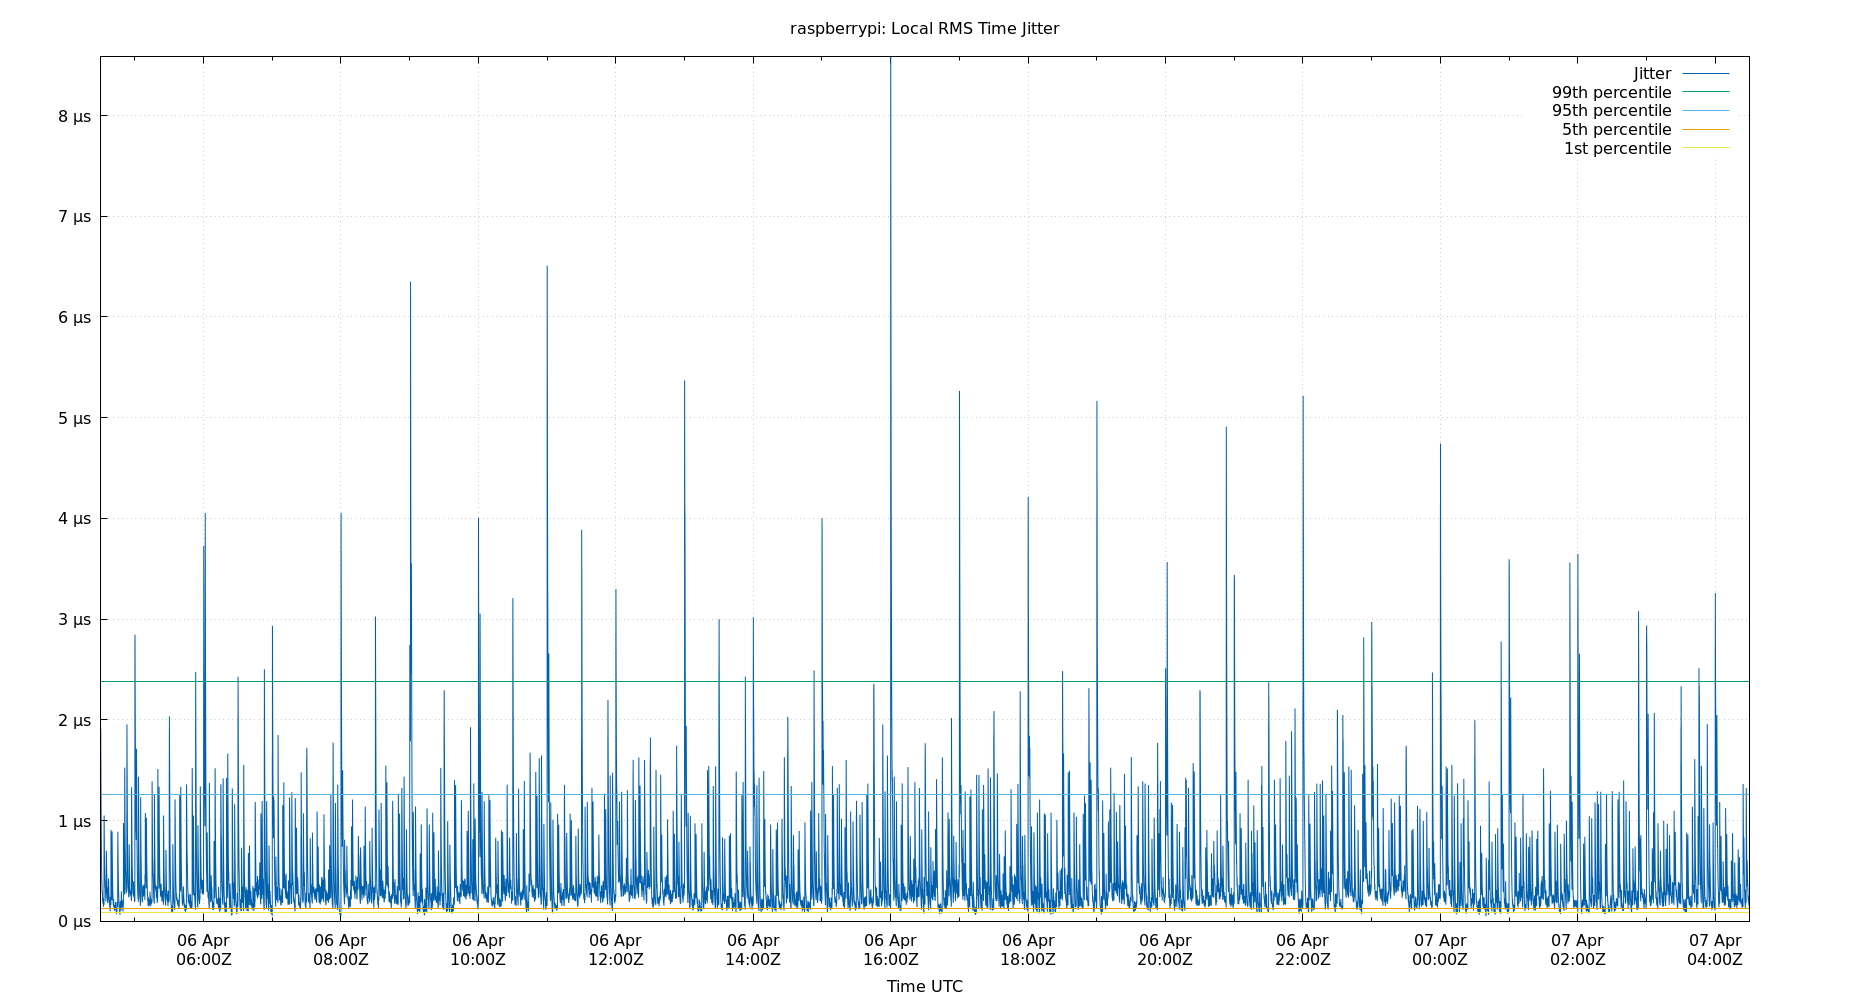 raspberrypi: Local RMS Time Jitter
Jitter
99th percentile
95th percentile
5th percentile
1st percentile
8 µs
7 µs
6 µs
5 µs
4 µs
3 µs
2 µs
1 µs
0 µs
06 Apr 06 Apr 06 Apr 06 Apr 06 Apr 06 Apr 06 Apr 06 Apr 06 Apr 07 Apr 07 Apr 07 Apr
06:00Z 08:00Z 10:00Z 12:00Z 14:00Z 16:00Z 18:00Z 20:00Z 22:00Z 00:00Z 02:00Z 04:00Z
Time UTC